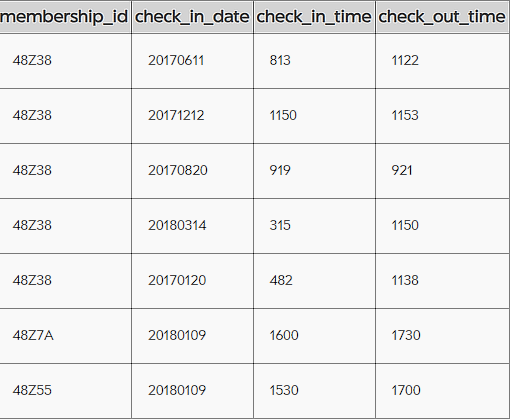 membership_id check_in_date check_in_time check_out_time
48Z38 20170611 813 1122
48Z38 20171212 1150 1153
48Z38 20170820 919 921
48Z38 20180314 315 1150
48Z38 20170120 482 1138
48Z7A 20180109 1600 1730
48Z55 20180109 1530 1700